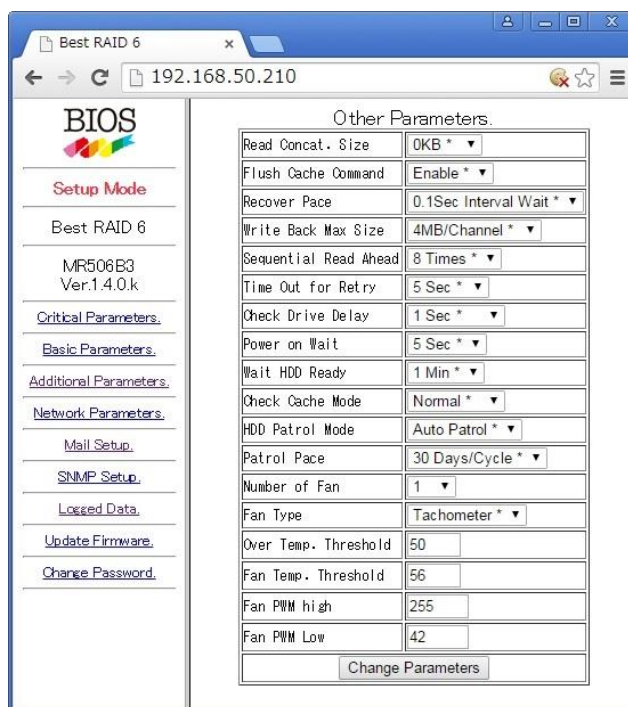 Best RAID 6
192.168.50.210
BIOS
Setup Mode
Best RAID 6
MR506B3
Ver.1.4.0.k
Critical Parameters.
Basic Parameters.
Additional Parameters.
Network Parameters.
Mail Setup.
SNMP Setup.
Logged Data.
Update Firmware.
Change Password.
Other Parameters.
Read Concat. Size 0KB *
Flush Cache Command Enable *
Recover Pace 0.1Sec Interval Wait *
Write Back Max Size 4MB/Channel *
Sequential Read Ahead 8 Times *
Time Out for Retry 5 Sec *
Check Drive Delay 1 Sec *
Power on Wait 5 Sec *
Wait HDD Ready 1 Min *
Check Cache Mode Normal *
HDD Patrol Mode Auto Patrol *
Patrol Pace 30 Days/Cycle *
Number of Fan 1
Fan Type Tachometer *
Over Temp. Threshold 50
Fan Temp. Threshold 56
Fan PWM high 255
Fan PWM Low 42
Change Parameters